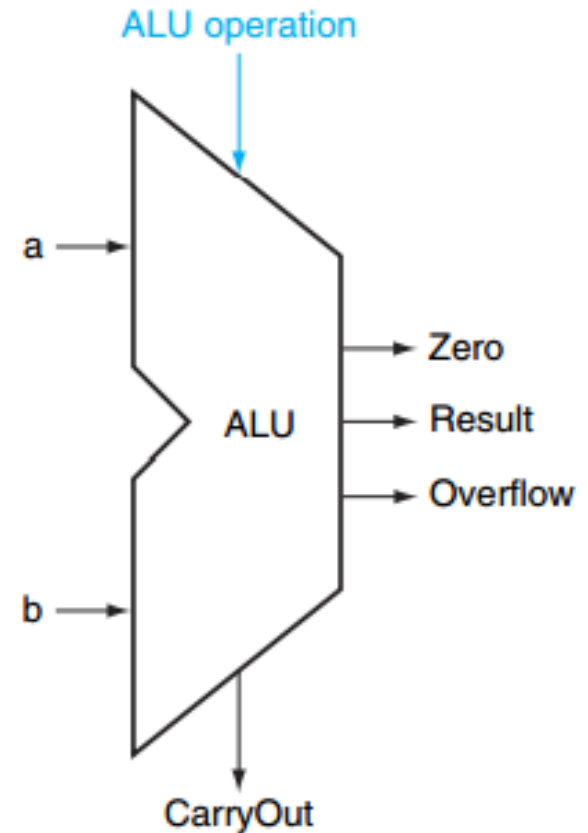 ALU operation
a
Zero
ALU
Result
Overflow
b
CarryOut